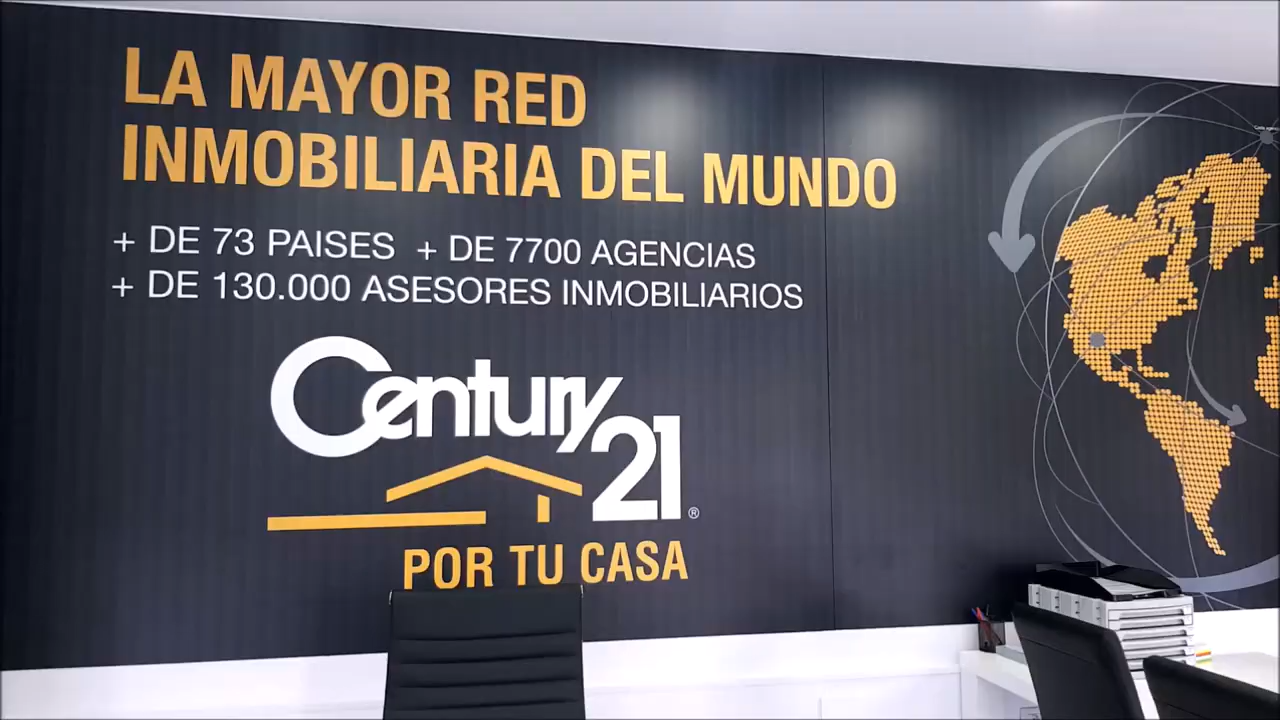 LA MAYOR RED
INMOBILIARIA DEL MUNDO
+ DE 73 PAISES + DE 7700 AGENCIAS
+ DE 130.000 ASESORES INMOBILIARIOS
Century
21®
POR TU CASA